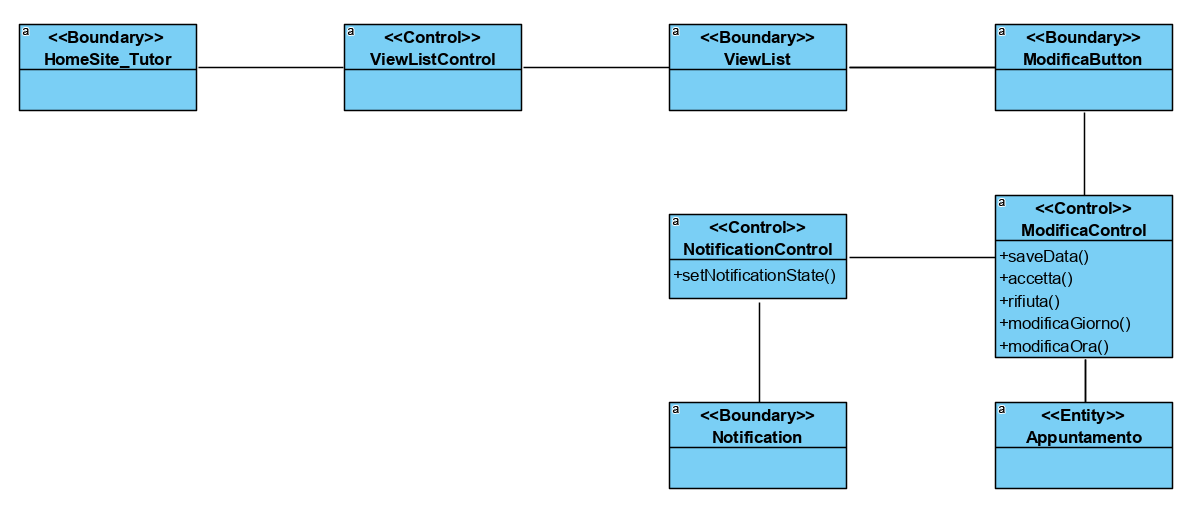 a
<<Boundary>>
HomeSite_Tutor
a
<<Control>>
ViewListControl
a
<<Boundary>>
ViewList
a
<<Boundary>>
ModificaButton
a
<<Control>>
NotificationControl
+setNotificationState()
a
<<Control>>
ModificaControl
+saveData()
+accetta()
+rifiuta()
+modificaGiorno()
+modificaOra()
a
<<Boundary>>
Notification
a
<<Entity>>
Appuntamento